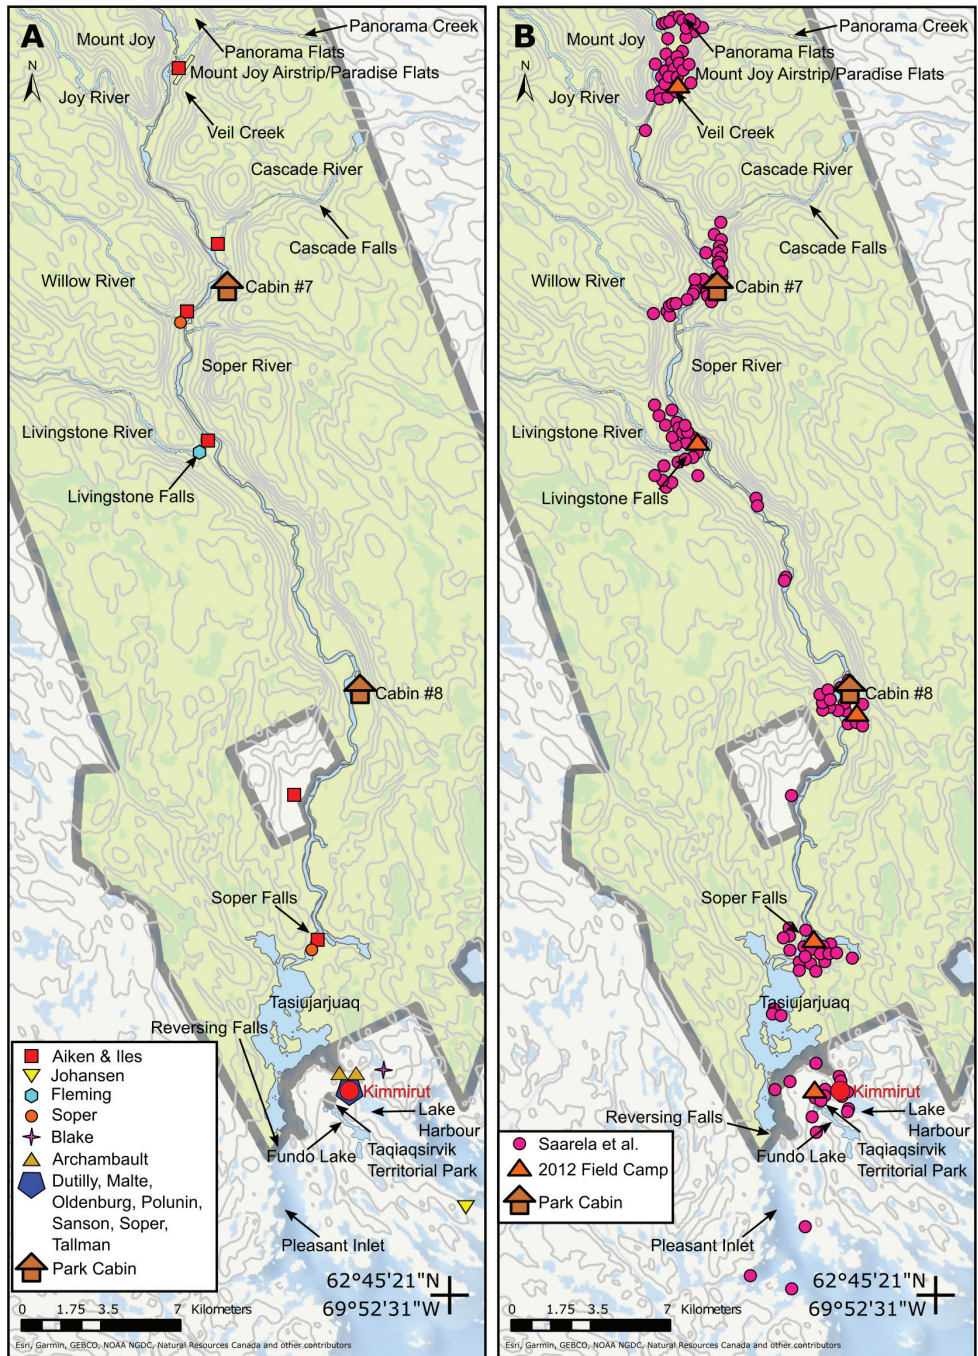 A
Panorama Creek
Mount Joy
Panorama Flats
N
Mount Joy Airstrip/Paradise Flats
Joy River
Veil Creek
Cascade River
Cascade Falls
Willow River
Cabin #7
Soper River
Livingstone River
Livingstone Falls
Cabin #8
Soper Falls
Tasiujarjuaq
Reversing Falls
Kimmirut
Lake
Harbour
Fundo Lake
Taqiaqsirvik
Territorial Park
Pleasant Inlet
Aiken & Iles
Johansen
Fleming
Soper
Blake
Archambault
Dutilly, Malte,
Oldenburg, Polunin,
Sanson, Soper,
Tallman
Park Cabin
62°45'21"N
69°52'31"W
0 1.75 3.5 7 Kilometers
Esri, Garmin, GEBCO, NOAA NGDC, Natural Resources Canada and other contributors
B
Panorama Creek
Mount Joy
Panorama Flats
N
Mount Joy Airstrip/Paradise Flats
Joy River
Veil Creek
Cascade River
Cascade Falls
Willow River
Cabin #7
Soper River
Livingstone River
Livingstone Falls
Cabin #8
Soper Falls
Tasiujarjuaq
Kimmirut
Reversing Falls
Lake
Harbour
Fundo Lake
Taqiaqsirvik
Territorial Park
Pleasant Inlet
Saarela et al.
2012 Field Camp
Park Cabin
62°45'21"N
69°52'31"W
0 1.75 3.5 7 Kilometers
Esri, Garmin, GEBCO, NOAA NGDC, Natural Resources Canada and other contributors